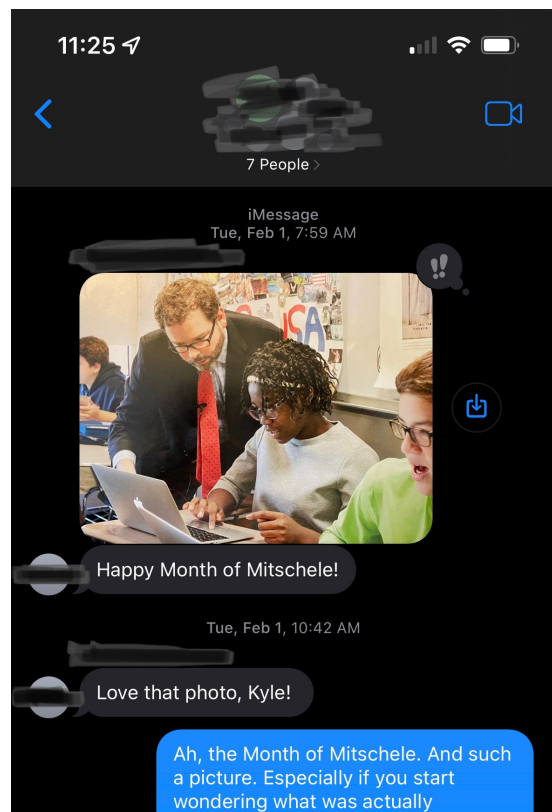 11:25
7 People >
iMessage
Tue, Feb 1, 7:59 AM
!!
USA
Happy Month of Mitschele!
Tue, Feb 1, 10:42 AM
Love that photo, Kyle!
Ah, the Month of Mitschele. And such
a picture. Especially if you start
wondering what was actually